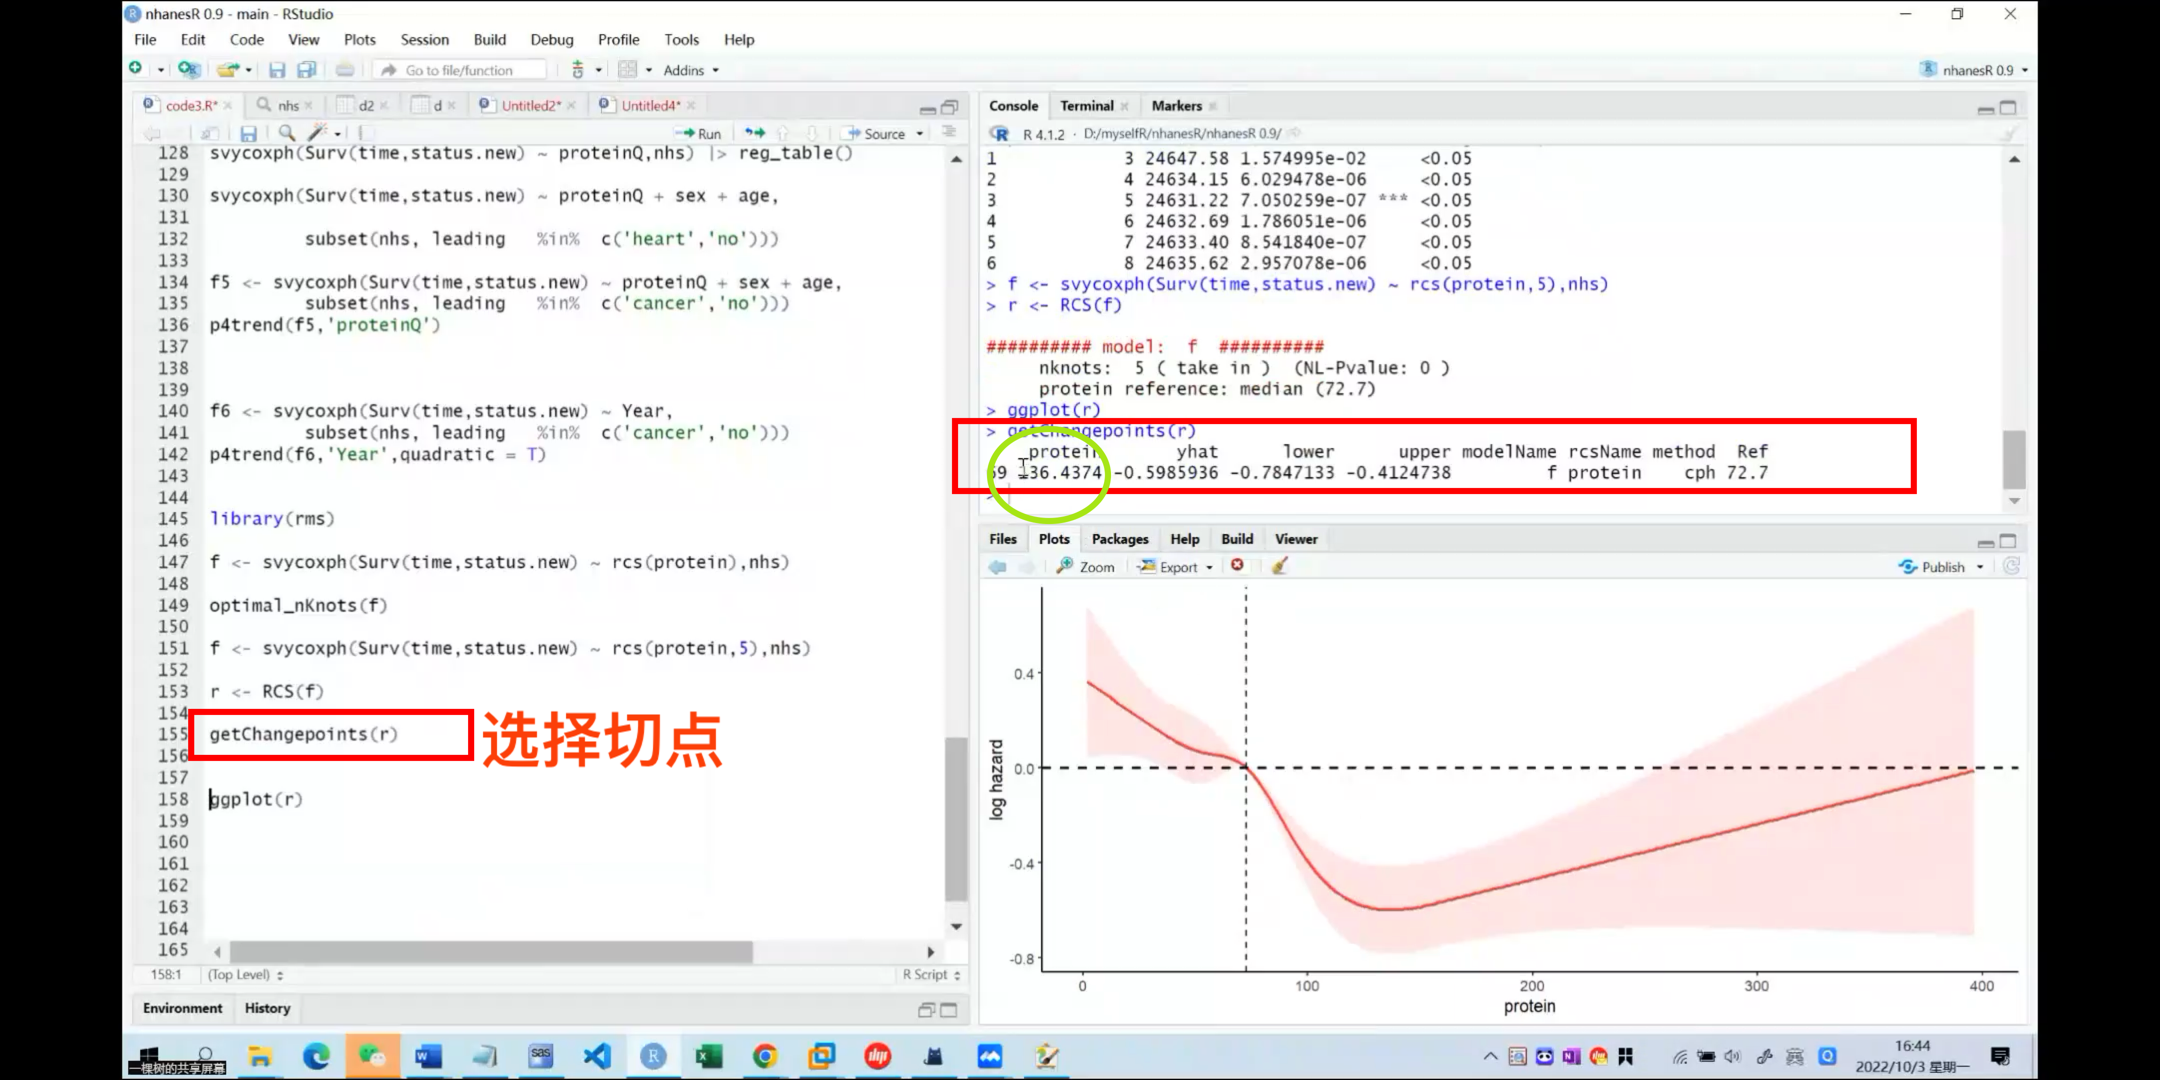 nhanesR 0.9 - main - RStudio
File Edit Code View Plots Session Build Debug Profile Tools Help
Go to file/function Addins nhanesR 0.9
code3.R* nhs d2 d Untitled2* Untitled4*
Run Source
128 svycoxph(Surv(time,status.new) ~ proteinQ,nhs) |> reg_table()
129
130 svycoxph(Surv(time,status.new) ~ proteinQ + sex + age,
131
132 subset(nhs, leading %in% c('heart','no')))
133
134 f5 <- svycoxph(Surv(time,status.new) ~ proteinQ + sex + age,
135 subset(nhs, leading %in% c('cancer','no')))
136 p4trend(f5,'proteinQ')
137
138
139
140 f6 <- svycoxph(Surv(time,status.new) ~ Year,
141 subset(nhs, leading %in% c('cancer','no')))
142 p4trend(f6,'Year',quadratic = T)
143
144
145 library(rms)
146
147 f <- svycoxph(Surv(time,status.new) ~ rcs(protein),nhs)
148
149 optimal_nKnots(f)
150
151 f <- svycoxph(Surv(time,status.new) ~ rcs(protein,5),nhs)
152
153 r <- RCS(f)
154
155 getChangepoints(r)
选择切点
156
157
158 ggplot(r)
159
160
161
162
163
164
165
158:1 (Top Level) R Script
Environment History
Console Terminal Markers
R 4.1.2 · D:/myselfR/nhanesR/nhanesR 0.9/
1 3 24647.58 1.574995e-02 <0.05
2 4 24634.15 6.029478e-06 <0.05
3 5 24631.22 7.050259e-07 *** <0.05
4 6 24632.69 1.786051e-06 <0.05
5 7 24633.40 8.541840e-07 <0.05
6 8 24635.62 2.957078e-06 <0.05
> f <- svycoxph(Surv(time,status.new) ~ rcs(protein,5),nhs)
> r <- RCS(f)
########## model: f ##########
nknots: 5 ( take in ) (NL-Pvalue: 0 )
protein reference: median (72.7)
> ggplot(r)
> getChangepoints(r)
protein yhat lower upper modelName rcsName method Ref
69 136.4374 -0.5985936 -0.7847133 -0.4124738 f protein cph 72.7
>
Files Plots Packages Help Build Viewer
Zoom Export Publish
log hazard
0.4
0.0
-0.4
-0.8
0 100 200 300 400
protein
一棵树的共享屏幕
16:44
2022/10/3 星期一